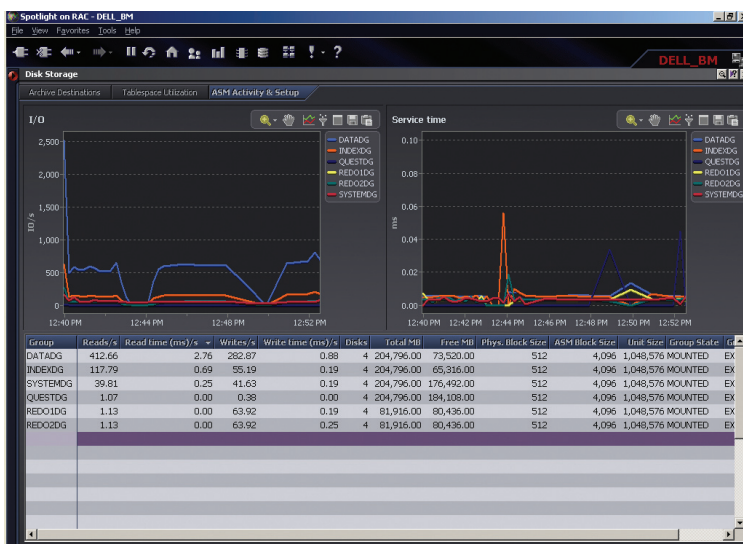 Spotlight on RAC - DELL_BM
File View Favorites Tools Help
DELL_BM
Disk Storage
Archive Destinations Tablespace Utilization ASM Activity & Setup
I/O
2,500
2,000
1,500
1,000
500
0
IO/s
12:40 PM 12:44 PM 12:48 PM 12:52 PM
DATADG
INDEXDG
QUESTDG
REDO1DG
REDO2DG
SYSTEMDG
Service time
0.10
0.08
0.06
0.04
0.02
0.00
ms
12:40 PM 12:42 PM 12:44 PM 12:46 PM 12:48 PM 12:50 PM 12:52 PM
DATADG
INDEXDG
QUESTDG
REDO1DG
REDO2DG
SYSTEMDG
Group Reads/s Read time (ms)/s Writes/s Write time (ms)/s Disks Total MB Free MB Phys. Block Size ASM Block Size Unit Size Group State
DATADG 412.66 2.76 282.87 0.88 4 204,796.00 73,520.00 512 4,096 1,048,576 MOUNTED EX
INDEXDG 117.79 0.69 55.19 0.19 4 204,796.00 65,316.00 512 4,096 1,048,576 MOUNTED EX
SYSTEMDG 39.81 0.25 41.63 0.19 4 204,796.00 176,492.00 512 4,096 1,048,576 MOUNTED EX
QUESTDG 1.07 0.00 0.38 0.00 4 204,796.00 184,108.00 512 4,096 1,048,576 MOUNTED EX
REDO1DG 1.13 0.00 63.92 0.19 4 81,916.00 80,436.00 512 4,096 1,048,576 MOUNTED EX
REDO2DG 1.13 0.00 63.92 0.25 4 81,916.00 80,436.00 512 4,096 1,048,576 MOUNTED EX